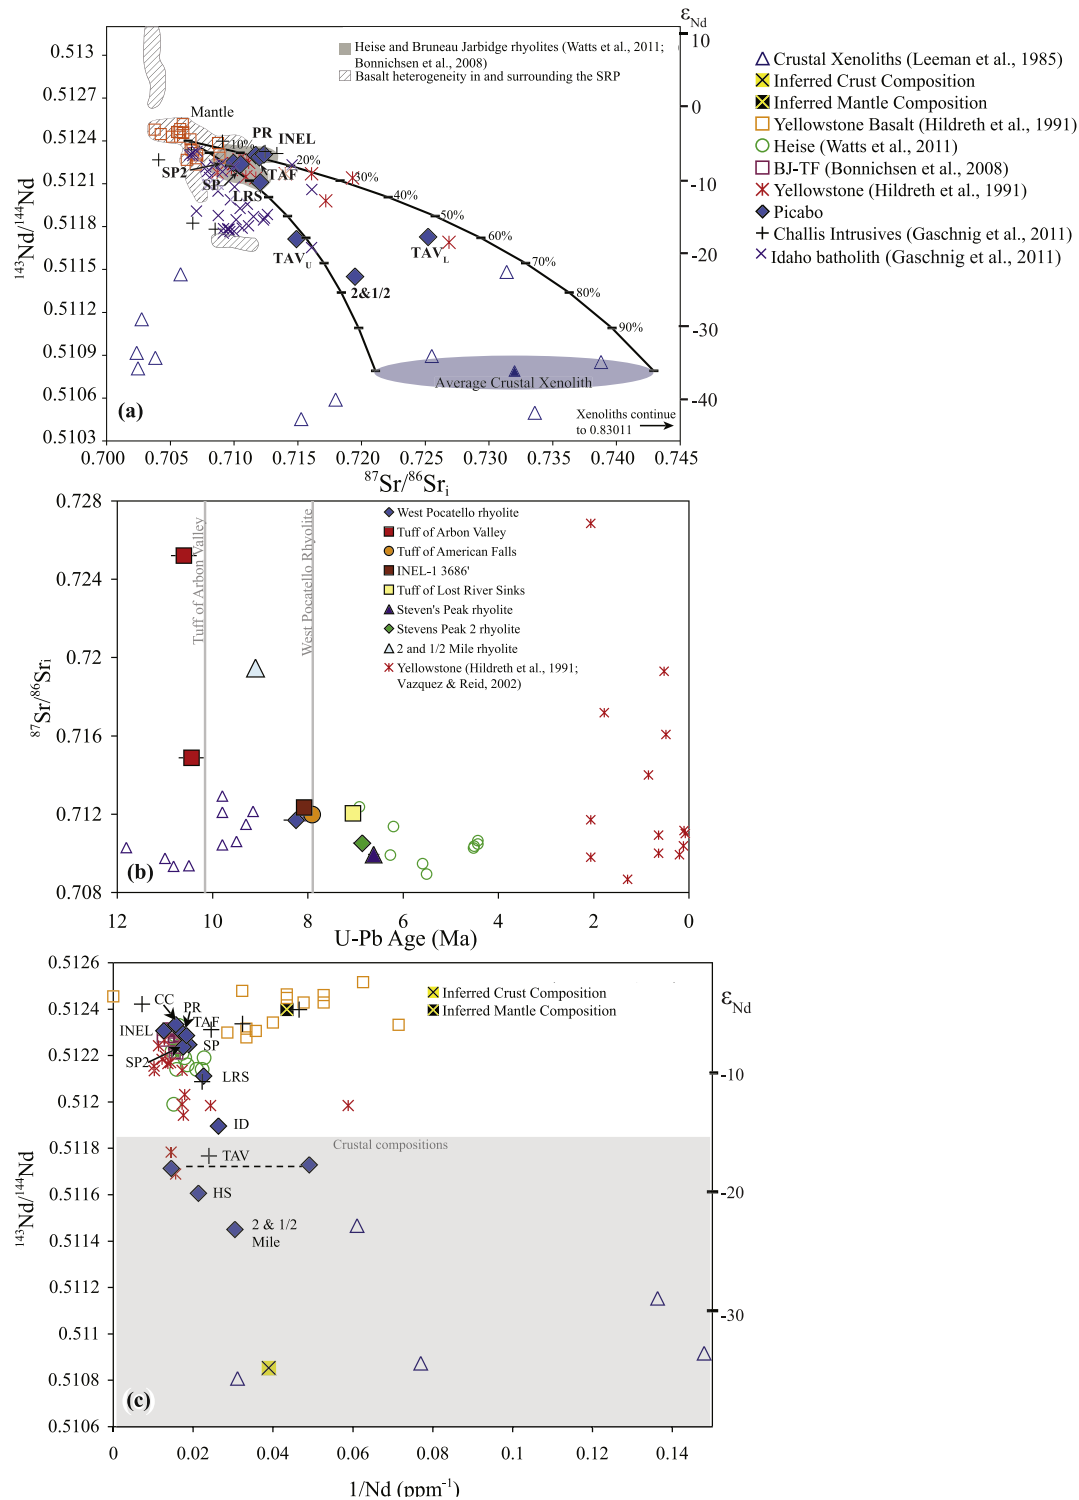 0.513
0.5127
0.5124
0.5121
0.5118
0.5115
0.5109
0.5106
0.5103
143Nd/144Nd
0.700
0.705
0.710
0.715
0.720
0.725
0.730
0.735
0.740
0.745
87Sr/86Sri
εNd
10
0
-10
-20
-30
-40
Heise and Bruneau Jarbidge rhyolites (Watts et al., 2011;
Bonnichsen et al., 2008)
Basalt heterogeneity in and surrounding the SRP
Mantle
PR
INEL
10%
20%
SP2
TAF
30%
SP
LRS
40%
50%
60%
TAVU
TAVL
70%
2&1/2
80%
90%
Average Crustal Xenolith
Xenoliths continue
to 0.83011
(a)
Crustal Xenoliths (Leeman et al., 1985)
Inferred Crust Composition
Inferred Mantle Composition
Yellowstone Basalt (Hildreth et al., 1991)
Heise (Watts et al., 2011)
BJ-TF (Bonnichsen et al., 2008)
Yellowstone (Hildreth et al., 1991)
Picabo
Challis Intrusives (Gaschnig et al., 2011)
Idaho batholith (Gaschnig et al., 2011)
0.728
0.724
0.72
0.716
0.712
0.708
87Sr/86Sri
Tuff of Arbon Valley
West Pocatello Rhyolite
West Pocatello rhyolite
Tuff of Arbon Valley
Tuff of American Falls
INEL-1 3686'
Tuff of Lost River Sinks
Steven's Peak rhyolite
Stevens Peak 2 rhyolite
2 and 1/2 Mile rhyolite
Yellowstone (Hildreth et al., 1991;
Vazquez & Reid, 2002)
(b)
12
10
8
6
4
2
0
U-Pb Age (Ma)
0.5126
0.5124
0.5122
0.512
0.5118
0.5116
0.5114
0.5112
0.511
0.5108
0.5106
143Nd/144Nd
εNd
-10
-20
-30
Inferred Crust Composition
Inferred Mantle Composition
CC
PR
INEL
TAF
SP
SP2
LRS
ID
Crustal compositions
TAV
HS
2 & 1/2
Mile
(c)
0
0.02
0.04
0.06
0.08
0.1
0.12
0.14
1/Nd (ppm-1)